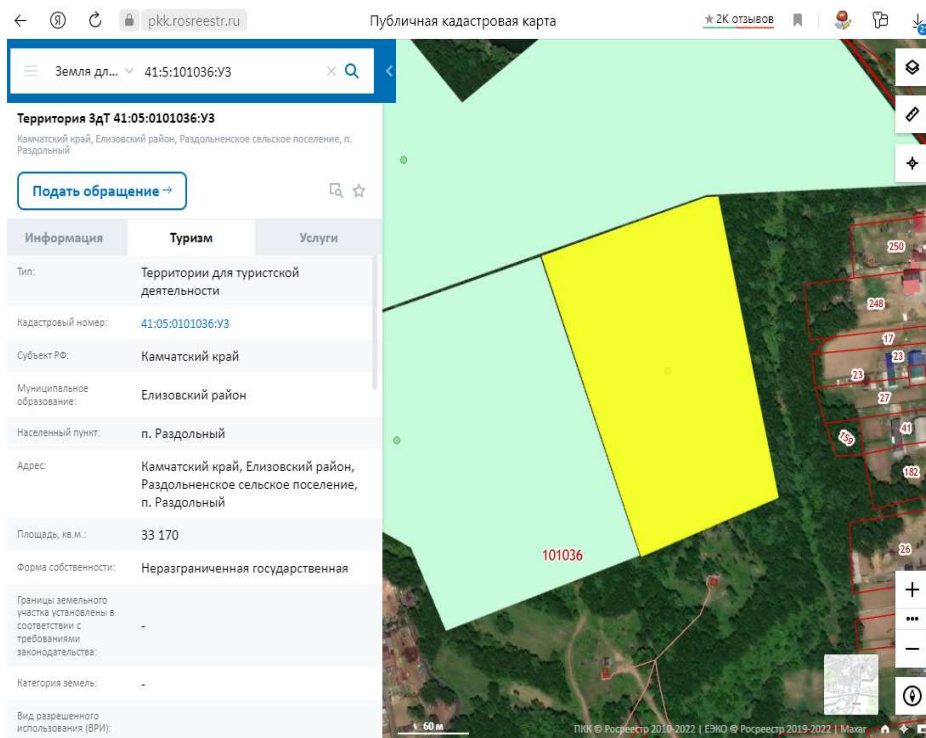 pkk.rosreestr.ru
Публичная кадастровая карта
2К отзывов
Земля дл...
41:5:101036:У3
Территория ЗдТ 41:05:0101036:У3
Камчатский край, Елизовский район, Раздольненское сельское поселение, п.
Раздольный
Подать обращение →
Информация
Туризм
Услуги
Тип:
Территории для туристской
деятельности
Кадастровый номер:
41:05:0101036:У3
Субъект РФ:
Камчатский край
Муниципальное
образование:
Елизовский район
Населенный пункт:
п. Раздольный
Адрес:
Камчатский край, Елизовский район,
Раздольненское сельское поселение,
п. Раздольный
Площадь, кв.м.:
33 170
Форма собственности:
Неразграниченная государственная
Границы земельного
участка установлены в
соответствии с
требованиями
законодательства:
-
Категория земель:
-
Вид разрешенного
использования (ВРИ):
250
248
17
23
23
27
41
159
182
26
101036
60 м
ПКК © Росреестр 2010-2022 | ЕЭКО © Росреестр 2019-2022 | Maxar